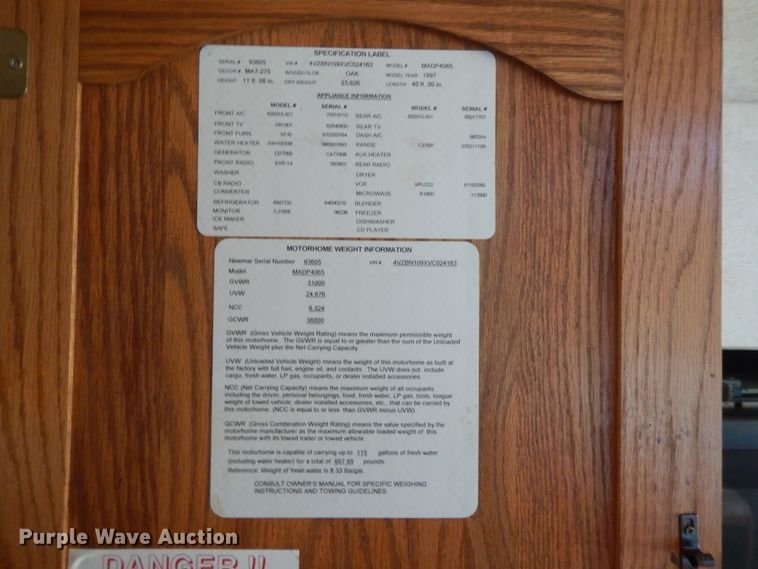 SPECIFICATION LABEL
SERIAL # 93605 VIN # 4VZBN109XVC024163 MODEL # MADP4065
DECOR # MA7-275 WOODCOLOR OAK MODEL YEAR 1997
HEIGHT 11 ft. 08 in. DRY WEIGHT 23,626 LENGTH 40 ft. 00 in.
APPLIANCE INFORMATION
MODEL # SERIAL # MODEL # SERIAL #
FRONT A/C REAR A/C
FRONT TV REAR TV
FRONT FURN DASH A/C
WATER HEATER RANGE
GENERATOR AUX.HEATER
FRONT RADIO REAR RADIO
WASHER DRYER
CB RADIO VCR
CONVERTER MICROWAVE
REFRIGERATOR RM7732 BLENDER
MONITOR FREEZER
ICE MAKER DISHWASHER
SAFE CD PLAYER
MOTORHOME WEIGHT INFORMATION
Newmar Serial Number 93605 VIN # 4VZBN109XVC024163
Model MADP4065
GVWR 31000
UVW 24,676
NCC 6,324
GCWR 36000
GVWR (Gross Vehicle Weight Rating) means the maximum permissible weight
of this motorhome. The GVWR is equal to or greater than the sum of the Unloaded
Vehicle Weight plus the Net Carrying Capacity.
UVW (Unloaded Vehicle Weight) means the weight of this motorhome as built at
the factory with full fuel, engine oil, and coolants. The UVW does not include
cargo, fresh water, LP gas, occupants, or dealer installed accessories.
NCC (Net Carrying Capacity) means the maximum weight of all occupants
including the driver, personal belongings, food, fresh water, LP gas, tools, tongue
weight of towed vehicle, dealer installed accessories, etc., that can be carried by
this motorhome. (NCC is equal to or less than GVWR minus UVW)
GCWR (Gross Combination Weight Rating) means the value specified by the
motorhome manufacturer as the maximum allowable loaded weight of this
motorhome with its towed trailer or towed vehicle.
This motorhome is capable of carrying up to 115 gallons of fresh water
(including water heater) for a total of 957.95 pounds.
Reference: Weight of fresh water is 8.33 lbs/gal.
CONSULT OWNER'S MANUAL FOR SPECIFIC WEIGHING
INSTRUCTIONS AND TOWING GUIDELINES.
Purple Wave Auction
DANGER !!